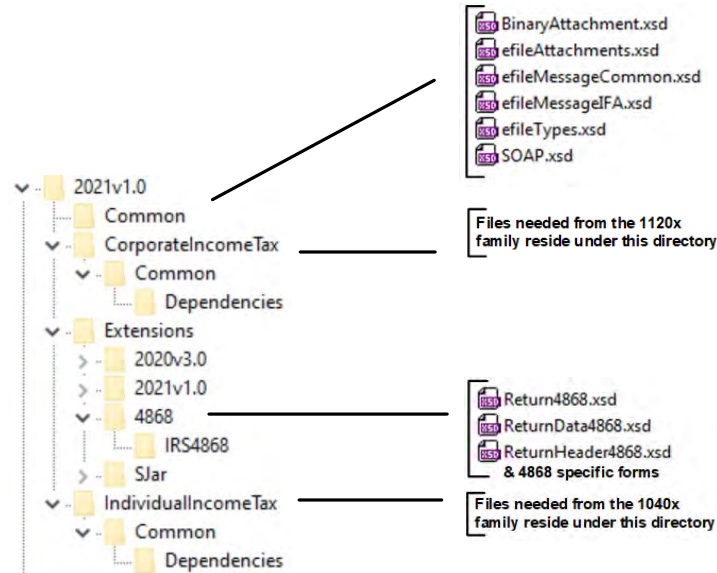 BinaryAttachment.xsd
efileAttachments.xsd
efileMessageCommon.xsd
efileMessageIFA.xsd
efileTypes.xsd
SOAP.xsd
2021v1.0
Common
CorporateIncomeTax
Common
Dependencies
Files needed from the 1120x
family reside under this directory
Extensions
2020v3.0
2021v1.0
4868
IRS4868
SJar
Return4868.xsd
ReturnData4868.xsd
ReturnHeader4868.xsd
& 4868 specific forms
IndividualIncomeTax
Common
Dependencies
Files needed from the 1040x
family reside under this directory